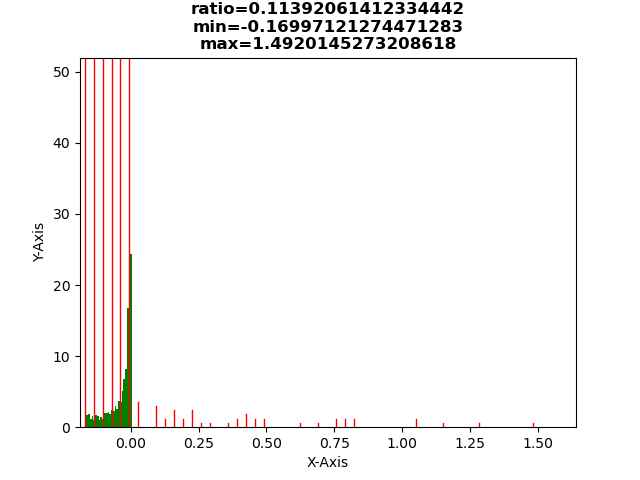 ratio=0.11392061412334442
min=-0.16997121274471283
max=1.4920145273208618
50
40
30
20
10
0
Y-Axis
0.00 0.25 0.50 0.75 1.00 1.25 1.50
X-Axis